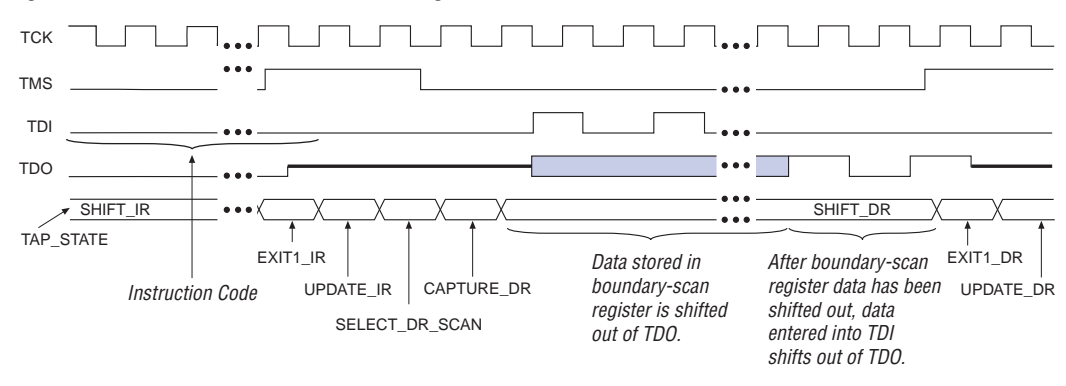 TCK
TMS
TDI
TDO
SHIFT_IR
SHIFT_DR
TAP_STATE
EXIT1_IR
EXIT1_DR
Instruction Code
UPDATE_IR
CAPTURE_DR
UPDATE_DR
SELECT_DR_SCAN
Data stored in
boundary-scan
register is shifted
out of TDO.
After boundary-scan
register data has been
shifted out, data
entered into TDI
shifts out of TDO.